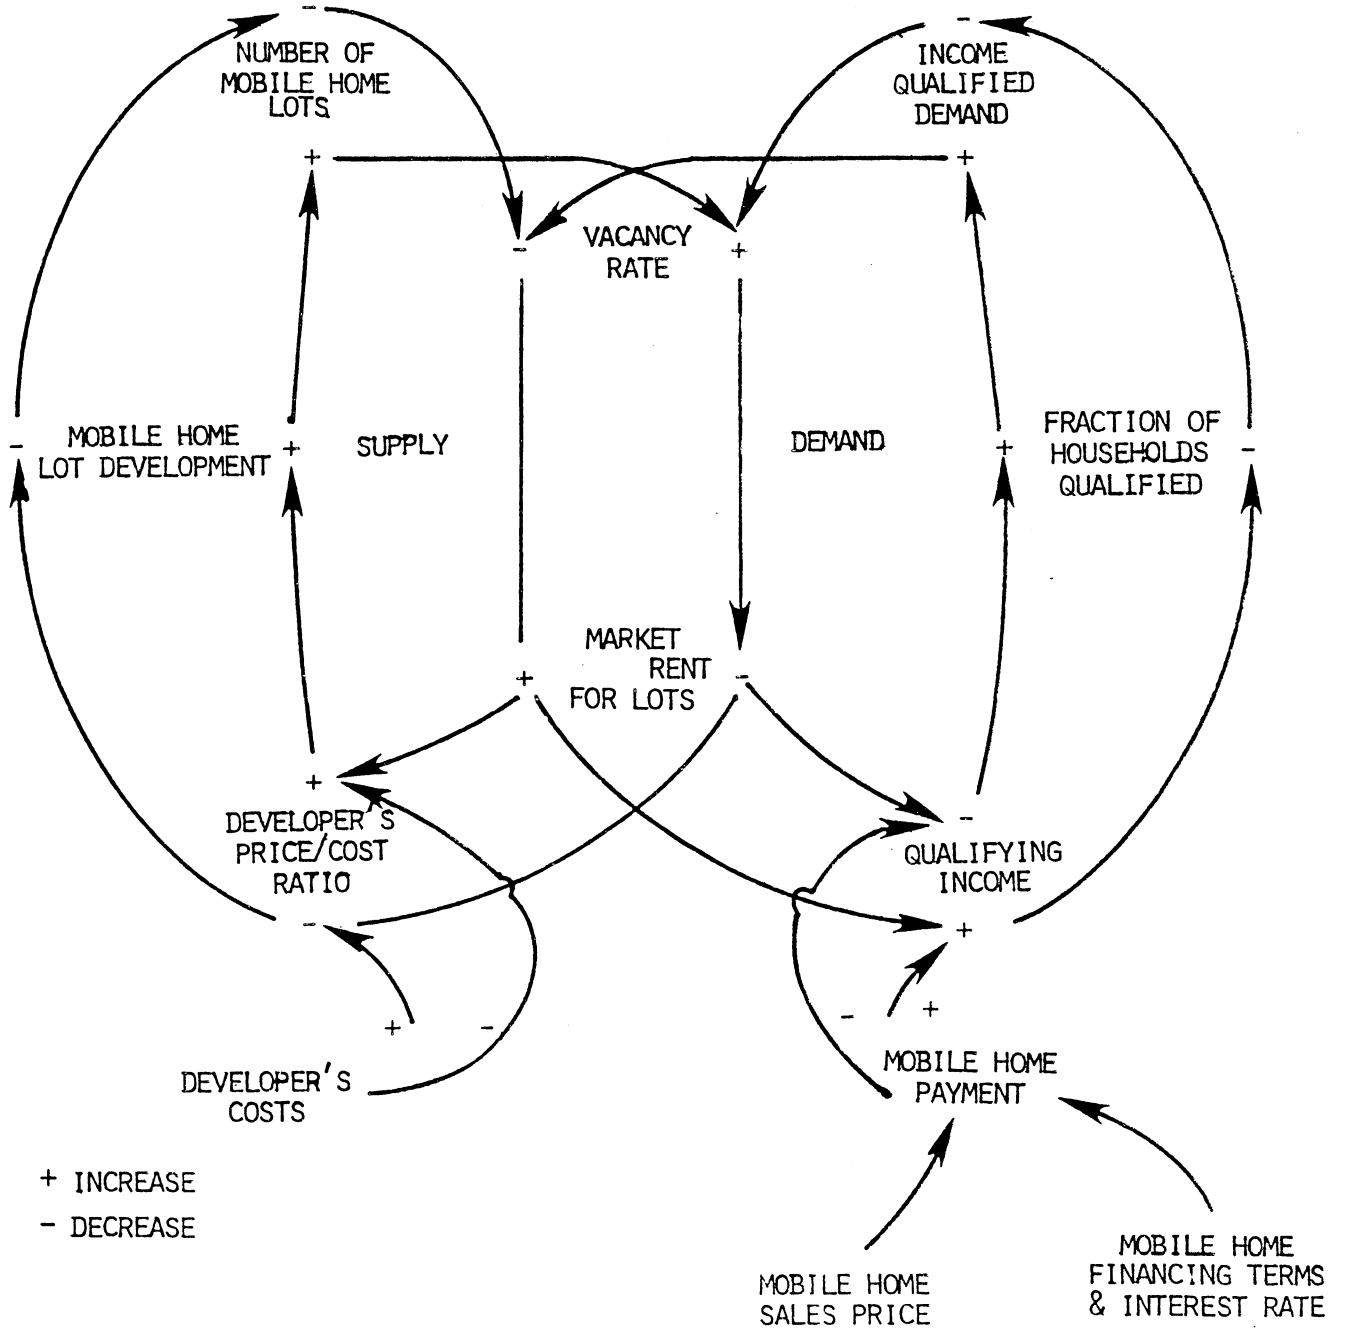 -
-
NUMBER OF
MOBILE HOME
LOTS
INCOME
QUALIFIED
DEMAND
+
+
-
VACANCY
RATE
+
-
MOBILE HOME
LOT DEVELOPMENT
+
SUPPLY
DEMAND
+
FRACTION OF
HOUSEHOLDS
QUALIFIED
-
+
MARKET
RENT
FOR LOTS
-
+
DEVELOPER'S
PRICE/COST
RATIO
-
-
QUALIFYING
INCOME
+
+
-
DEVELOPER'S
COSTS
-
+
MOBILE HOME
PAYMENT
+ INCREASE
- DECREASE
MOBILE HOME
SALES PRICE
MOBILE HOME
FINANCING TERMS
& INTEREST RATE